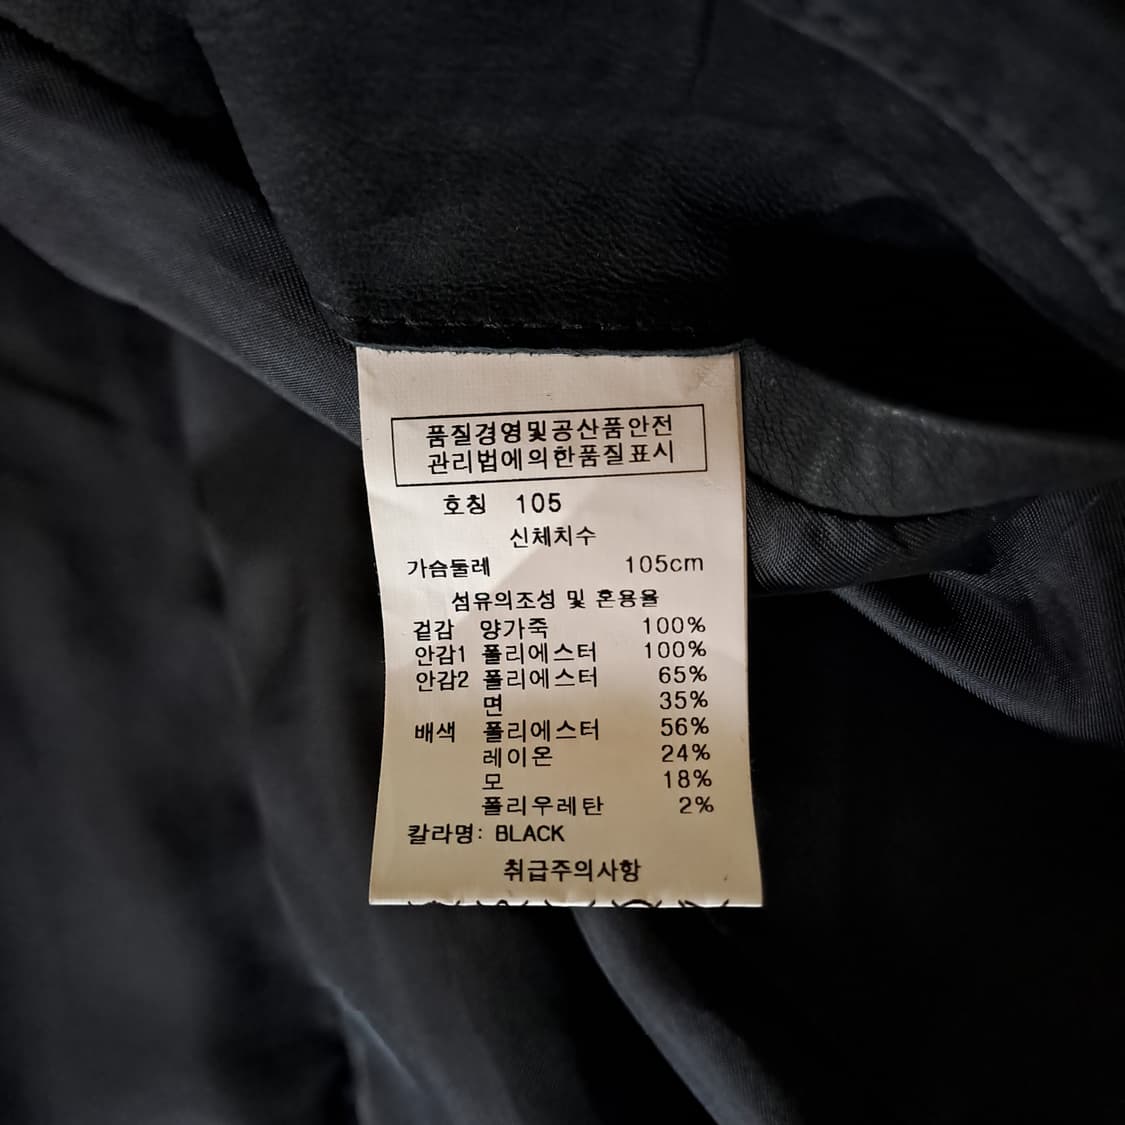 품질경영및공산품안전
관리법에의한품질표시
호칭 105
신체치수
가슴둘레 105cm
섬유의조성 및 혼용율
겉감 양가죽 100%
안감1 폴리에스터 100%
안감2 폴리에스터 65%
면 35%
배색 폴리에스터 56%
레이온 24%
모 18%
폴리우레탄 2%
칼라명: BLACK
취급주의사항